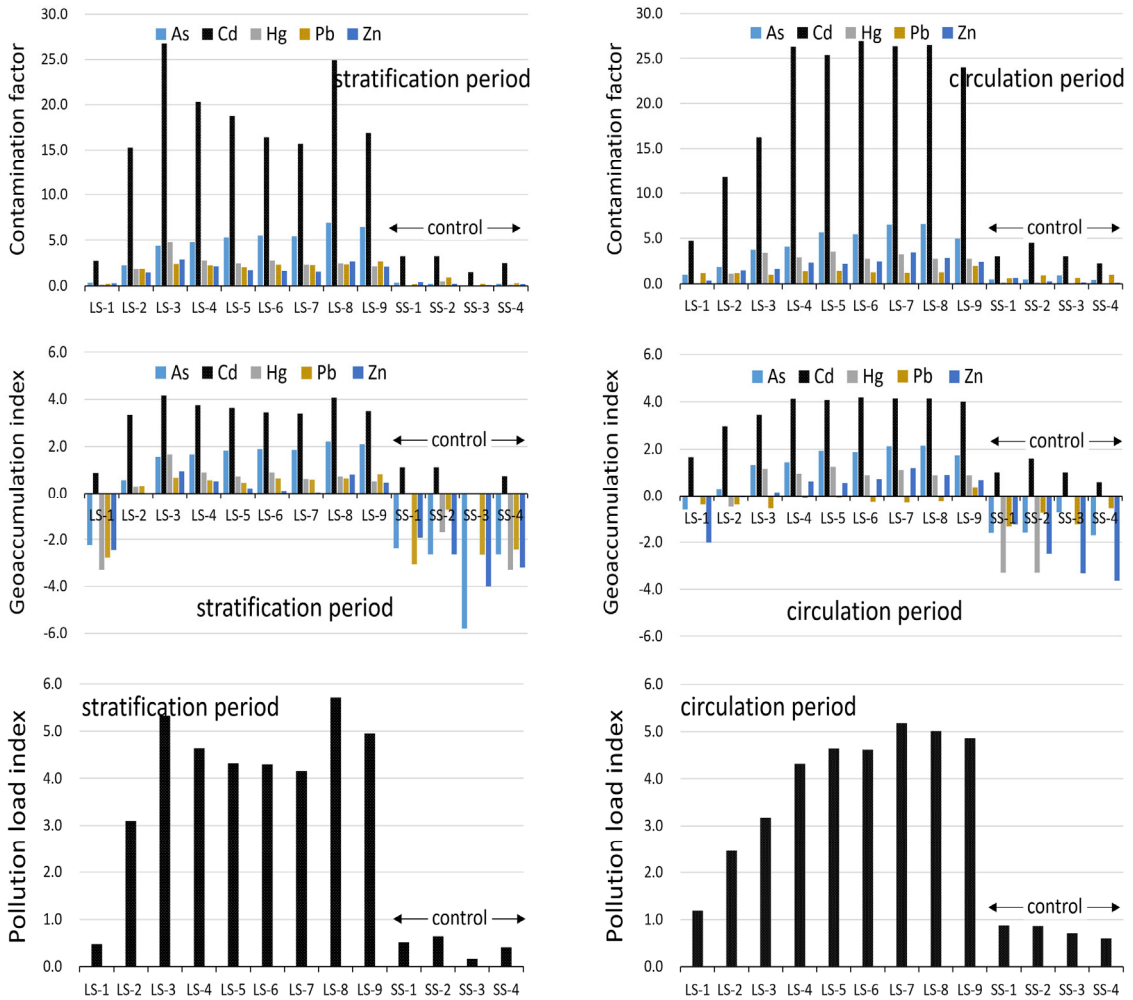 Contamination factor
30.0
25.0
20.0
15.0
10.0
5.0
0.0
As Cd Hg Pb Zn
stratification period
control
LS-1 LS-2 LS-3 LS-4 LS-5 LS-6 LS-7 LS-8 LS-9 SS-1 SS-2 SS-3 SS-4
Contamination factor
30.0
25.0
20.0
15.0
10.0
5.0
0.0
As Cd Hg Pb Zn
circulation period
control
LS-1 LS-2 LS-3 LS-4 LS-5 LS-6 LS-7 LS-8 LS-9 SS-1 SS-2 SS-3 SS-4
Geoaccumulation index
6.0
4.0
2.0
0.0
-2.0
-4.0
-6.0
As Cd Hg Pb Zn
control
LS-1 LS-2 LS-3 LS-4 LS-5 LS-6 LS-7 LS-8 LS-9 SS-1 SS-2 SS-3 SS-4
stratification period
Geoaccumulation index
6.0
4.0
2.0
0.0
-2.0
-4.0
-6.0
As Cd Hg Pb Zn
control
LS-1 LS-2 LS-3 LS-4 LS-5 LS-6 LS-7 LS-8 LS-9 SS-1 SS-2 SS-3 SS-4
circulation period
Pollution load index
6.0
5.0
4.0
3.0
2.0
1.0
0.0
stratification period
control
LS-1 LS-2 LS-3 LS-4 LS-5 LS-6 LS-7 LS-8 LS-9 SS-1 SS-2 SS-3 SS-4
Pollution load index
6.0
5.0
4.0
3.0
2.0
1.0
0.0
circulation period
control
LS-1 LS-2 LS-3 LS-4 LS-5 LS-6 LS-7 LS-8 LS-9 SS-1 SS-2 SS-3 SS-4